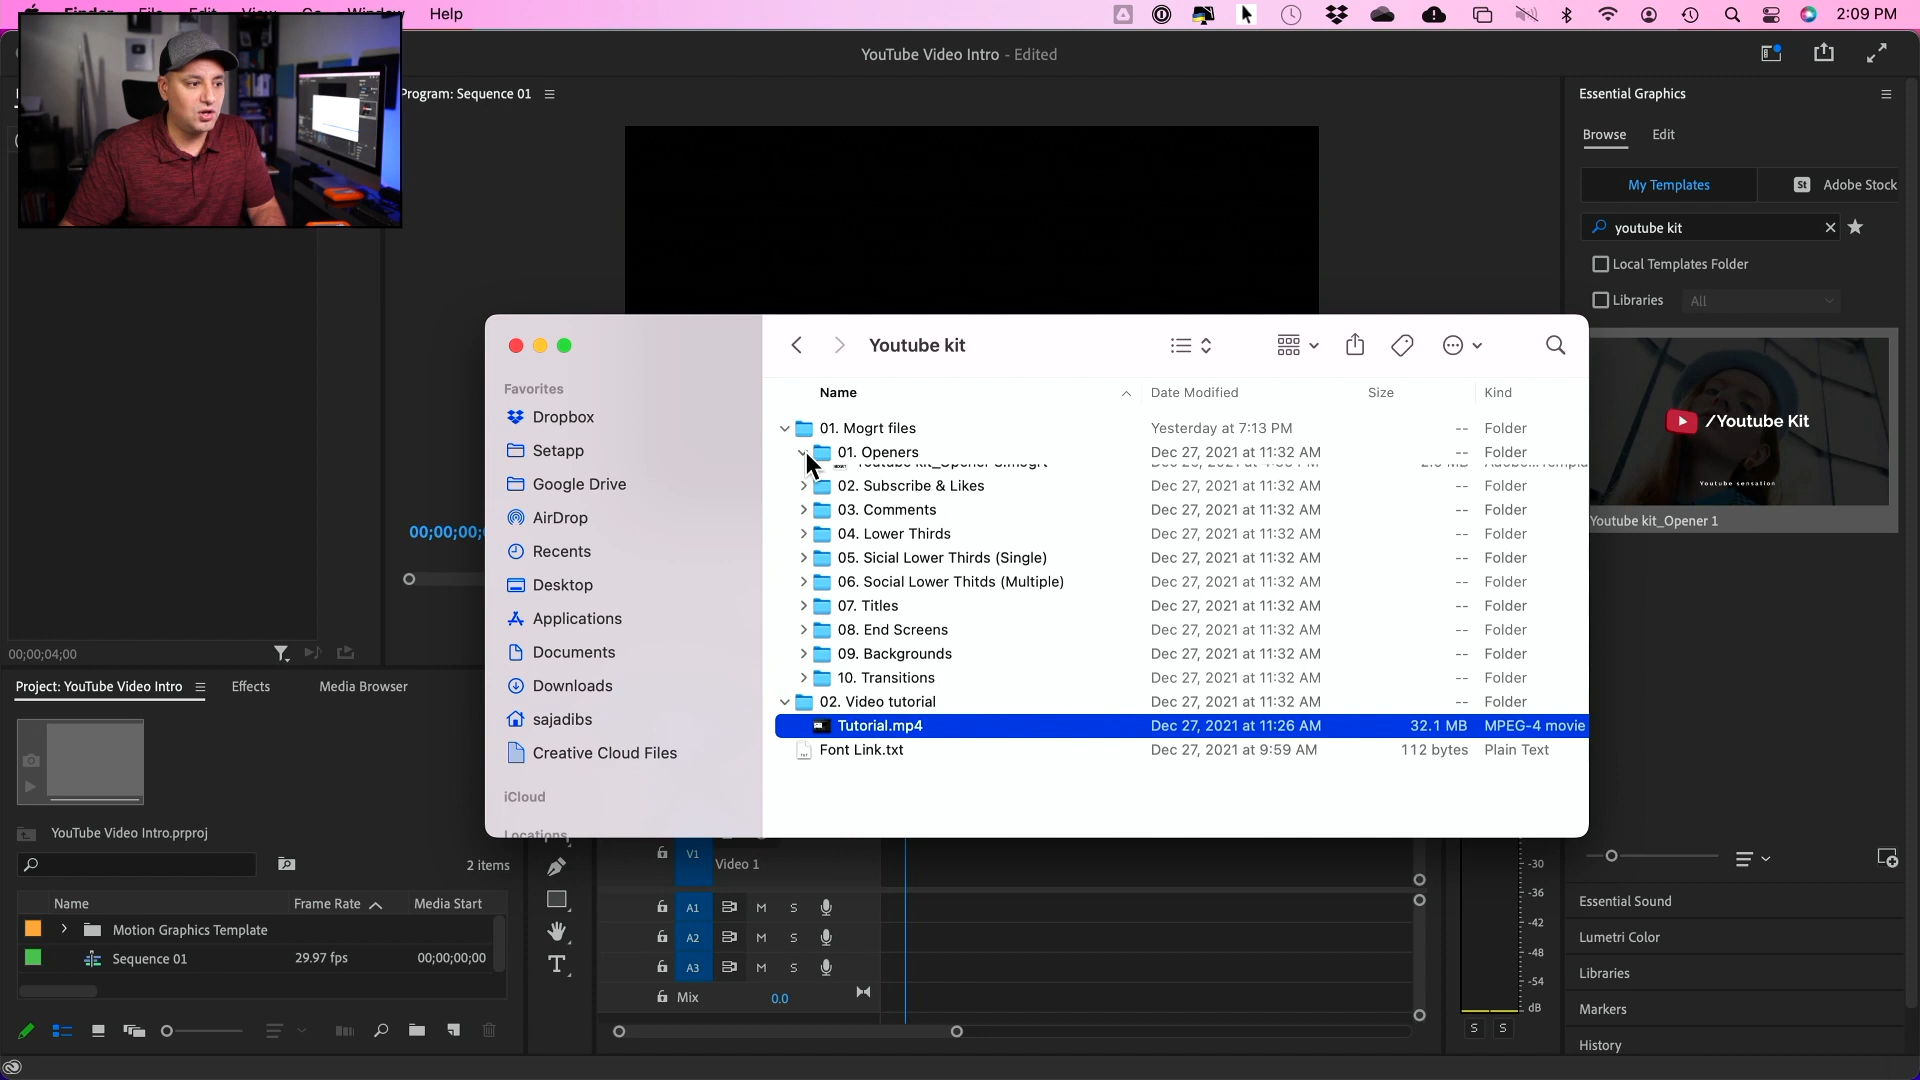 Help
2:09 PM
YouTube Video Intro - Edited
Program: Sequence 01
Essential Graphics
Browse
Edit
My Templates
St Adobe Stock
youtube kit
Local Templates Folder
Libraries
All
/Youtube Kit
Youtube sensation
Youtube kit_Opener 1
Youtube kit
Favorites
Dropbox
Setapp
Google Drive
AirDrop
Recents
Desktop
Applications
Documents
Downloads
sajadibs
Creative Cloud Files
iCloud
Locations
Name Date Modified Size Kind
01. Mogrt files Yesterday at 7:13 PM -- Folder
01. Openers Dec 27, 2021 at 11:32 AM -- Folder
02. Subscribe & Likes Dec 27, 2021 at 11:32 AM -- Folder
03. Comments Dec 27, 2021 at 11:32 AM -- Folder
04. Lower Thirds Dec 27, 2021 at 11:32 AM -- Folder
05. Sicial Lower Thirds (Single) Dec 27, 2021 at 11:32 AM -- Folder
06. Social Lower Thitds (Multiple) Dec 27, 2021 at 11:32 AM -- Folder
07. Titles Dec 27, 2021 at 11:32 AM -- Folder
08. End Screens Dec 27, 2021 at 11:32 AM -- Folder
09. Backgrounds Dec 27, 2021 at 11:32 AM -- Folder
10. Transitions Dec 27, 2021 at 11:32 AM -- Folder
02. Video tutorial Dec 27, 2021 at 11:32 AM -- Folder
Tutorial.mp4 Dec 27, 2021 at 11:26 AM 32.1 MB MPEG-4 movie
Font Link.txt Dec 27, 2021 at 9:59 AM 112 bytes Plain Text
00;00;00;
00;00;04;00
Project: YouTube Video Intro
Effects
Media Browser
YouTube Video Intro.prproj
2 items
Name Frame Rate Media Start
Motion Graphics Template
Sequence 01 29.97 fps 00;00;00;00
V1 Video 1
A1 M S
A2 M S
A3 M S
Mix 0.0
-30
-36
-42
-48
-54
dB
S S
Essential Sound
Lumetri Color
Libraries
Markers
History